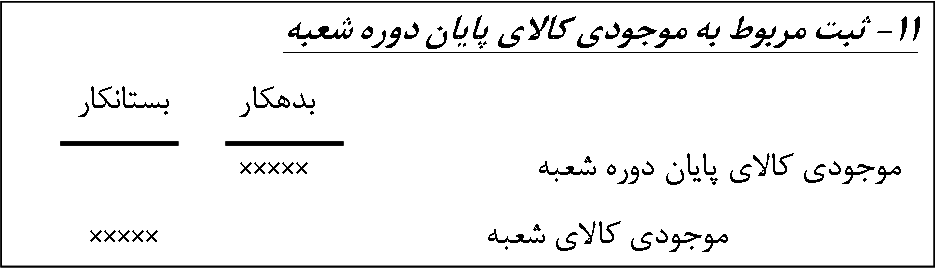 ۱۱- ثبت مربوط به موجودی کالای پایان دوره شعبه
بدهکار بستانکار
موجودی کالای پایان دوره شعبه ×××××
موجودی کالای شعبه ×××××